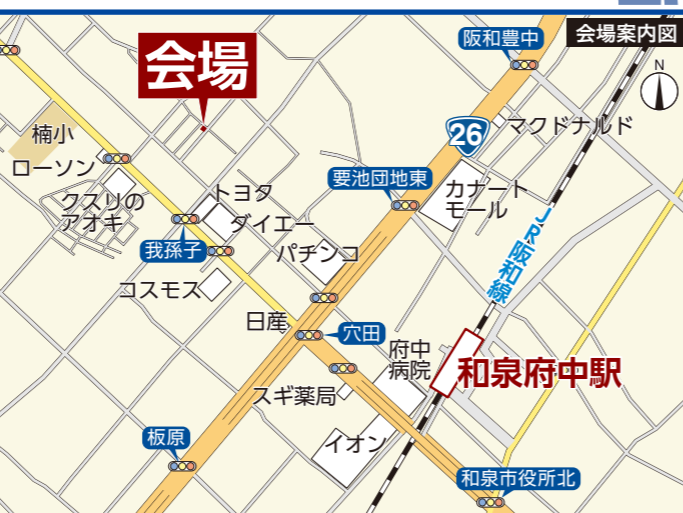 会場案内図
阪和豊中
会場
N
26
マクドナルド
楠小
ローソン
要池団地東
カナート
モール
クスリの
アオキ
トヨタ
ダイエー
JR阪和線
我孫子
パチンコ
コスモス
日産
穴田
府中
病院
和泉府中駅
スギ薬局
板原
イオン
和泉市役所北